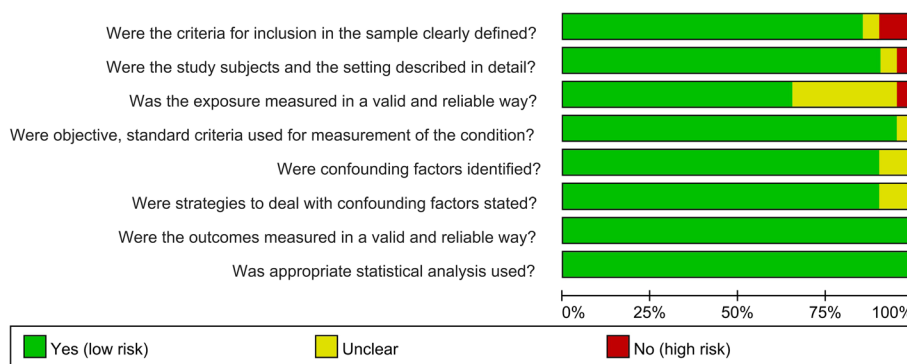 Were the criteria for inclusion in the sample clearly defined?
Were the study subjects and the setting described in detail?
Was the exposure measured in a valid and reliable way?
Were objective, standard criteria used for measurement of the condition?
Were confounding factors identified?
Were strategies to deal with confounding factors stated?
Were the outcomes measured in a valid and reliable way?
Was appropriate statistical analysis used?
0% 25% 50% 75% 100%
Yes (low risk) Unclear No (high risk)